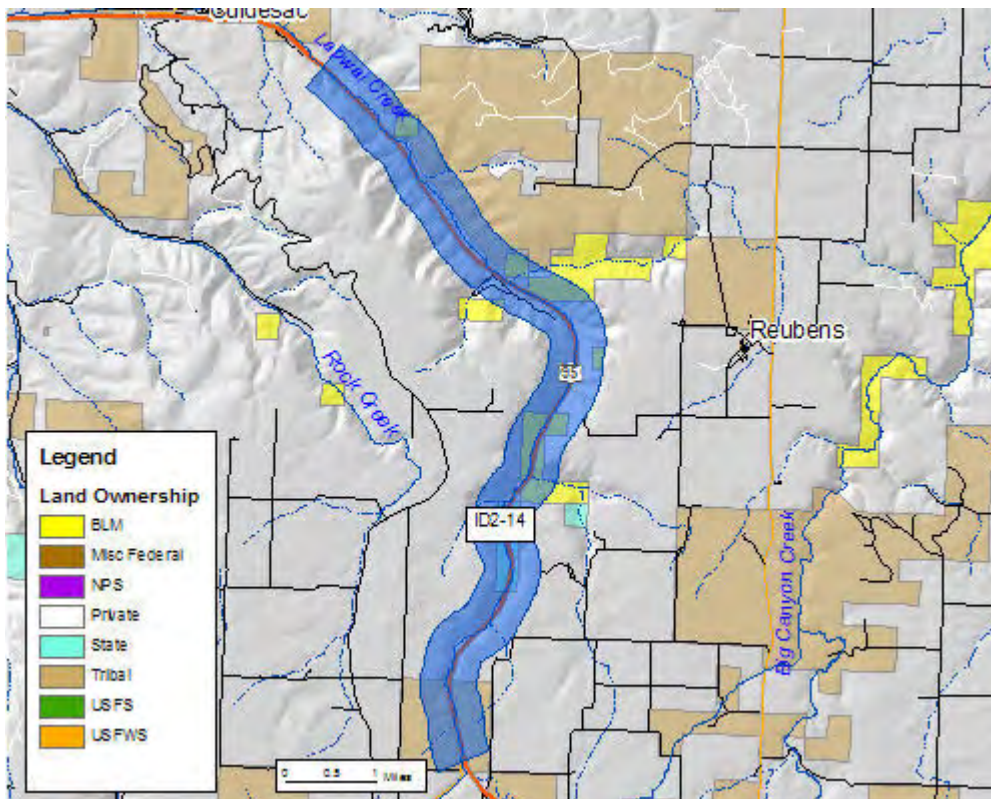 Culdesac
Lapwai Creek
Reubens
95
Rock Creek
ID2-14
Big Canyon Creek
Legend
Land Ownership
BLM
Misc Federal
NPS
Private
State
Tribal
USFS
USFWS
0 0.5 1 Miles